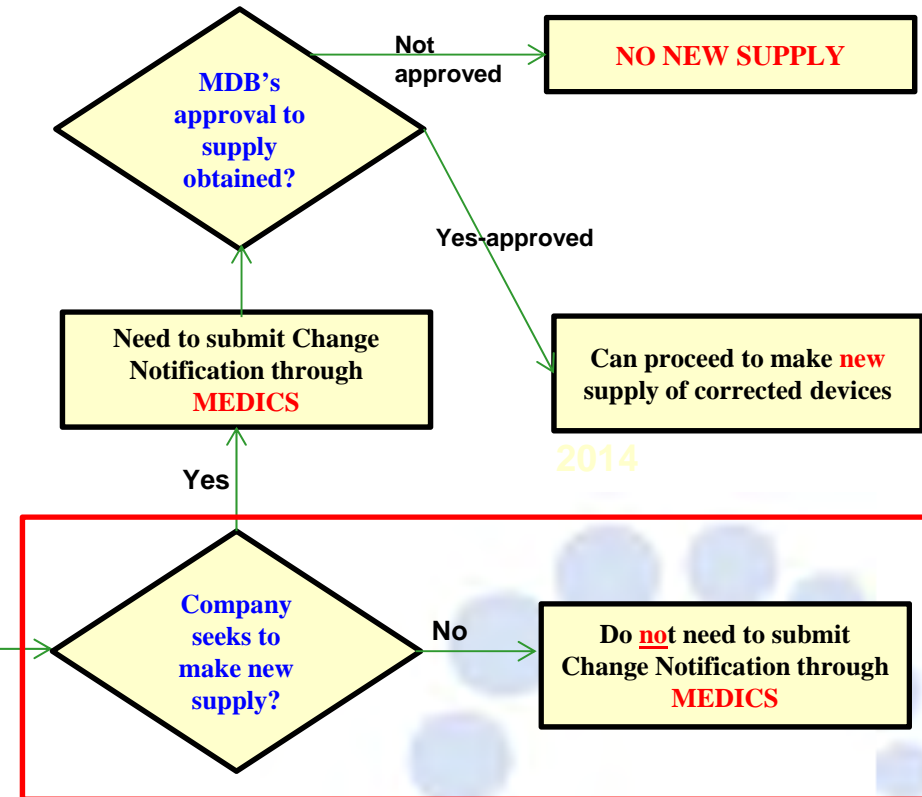 MDB's
approval to
supply
obtained?
Not
approved
NO NEW SUPPLY
Yes-approved
Need to submit Change
Notification through
MEDICS
Can proceed to make new
supply of corrected devices
2014
Yes
Company
seeks to
make new
supply?
No
Do not need to submit
Change Notification through
MEDICS